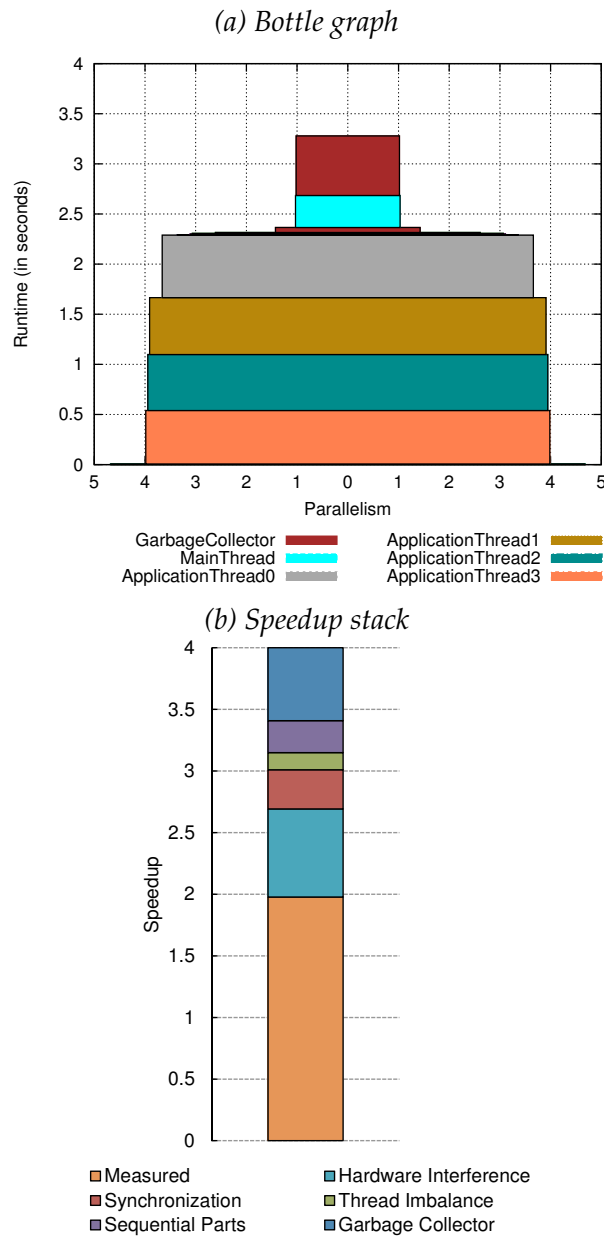 (a) Bottle graph
4
3.5
3
2.5
2
1.5
1
0.5
0
Runtime (in seconds)
5 4 3 2 1 0 1 2 3 4 5
Parallelism
GarbageCollector ApplicationThread1
MainThread ApplicationThread2
ApplicationThread0 ApplicationThread3
(b) Speedup stack
4
3.5
3
2.5
2
1.5
1
0.5
0
Speedup
Measured Hardware Interference
Synchronization Thread Imbalance
Sequential Parts Garbage Collector